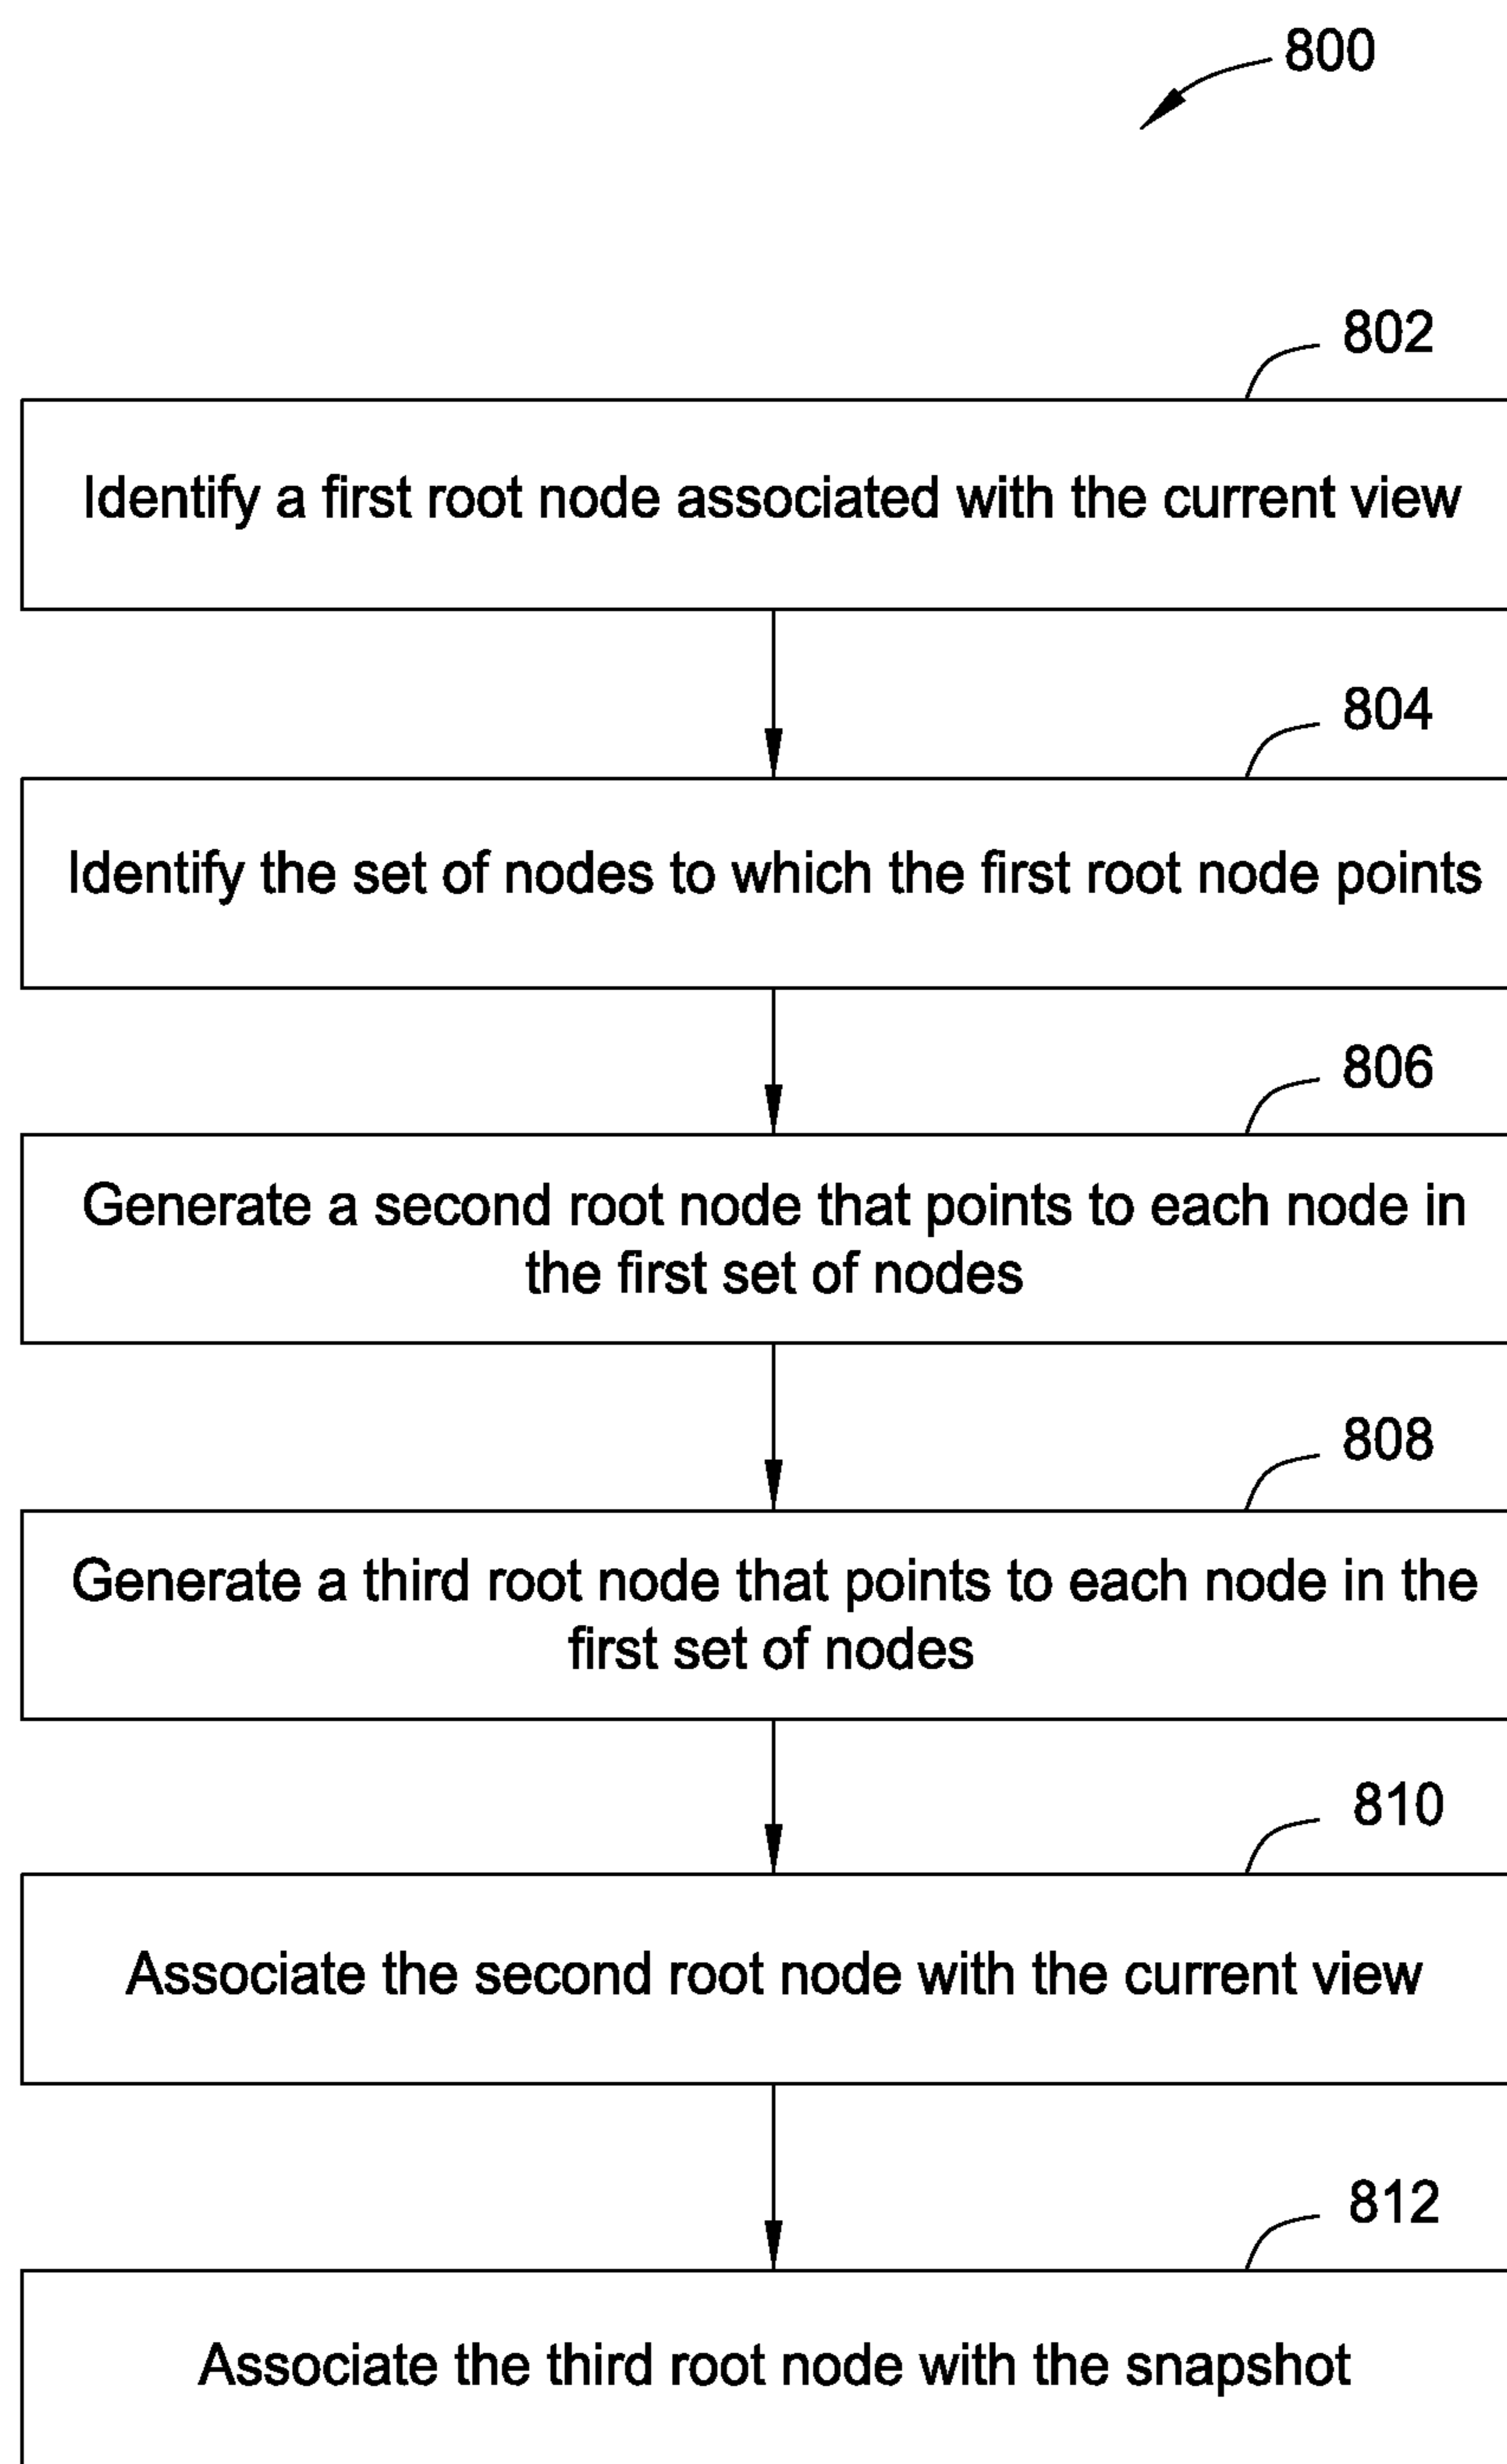 800
802
Identify a first root node associated with the current view
804
Identify the set of nodes to which the first root node points
806
Generate a second root node that points to each node in
the first set of nodes
808
Generate a third root node that points to each node in the
first set of nodes
810
Associate the second root node with the current view
812
Associate the third root node with the snapshot